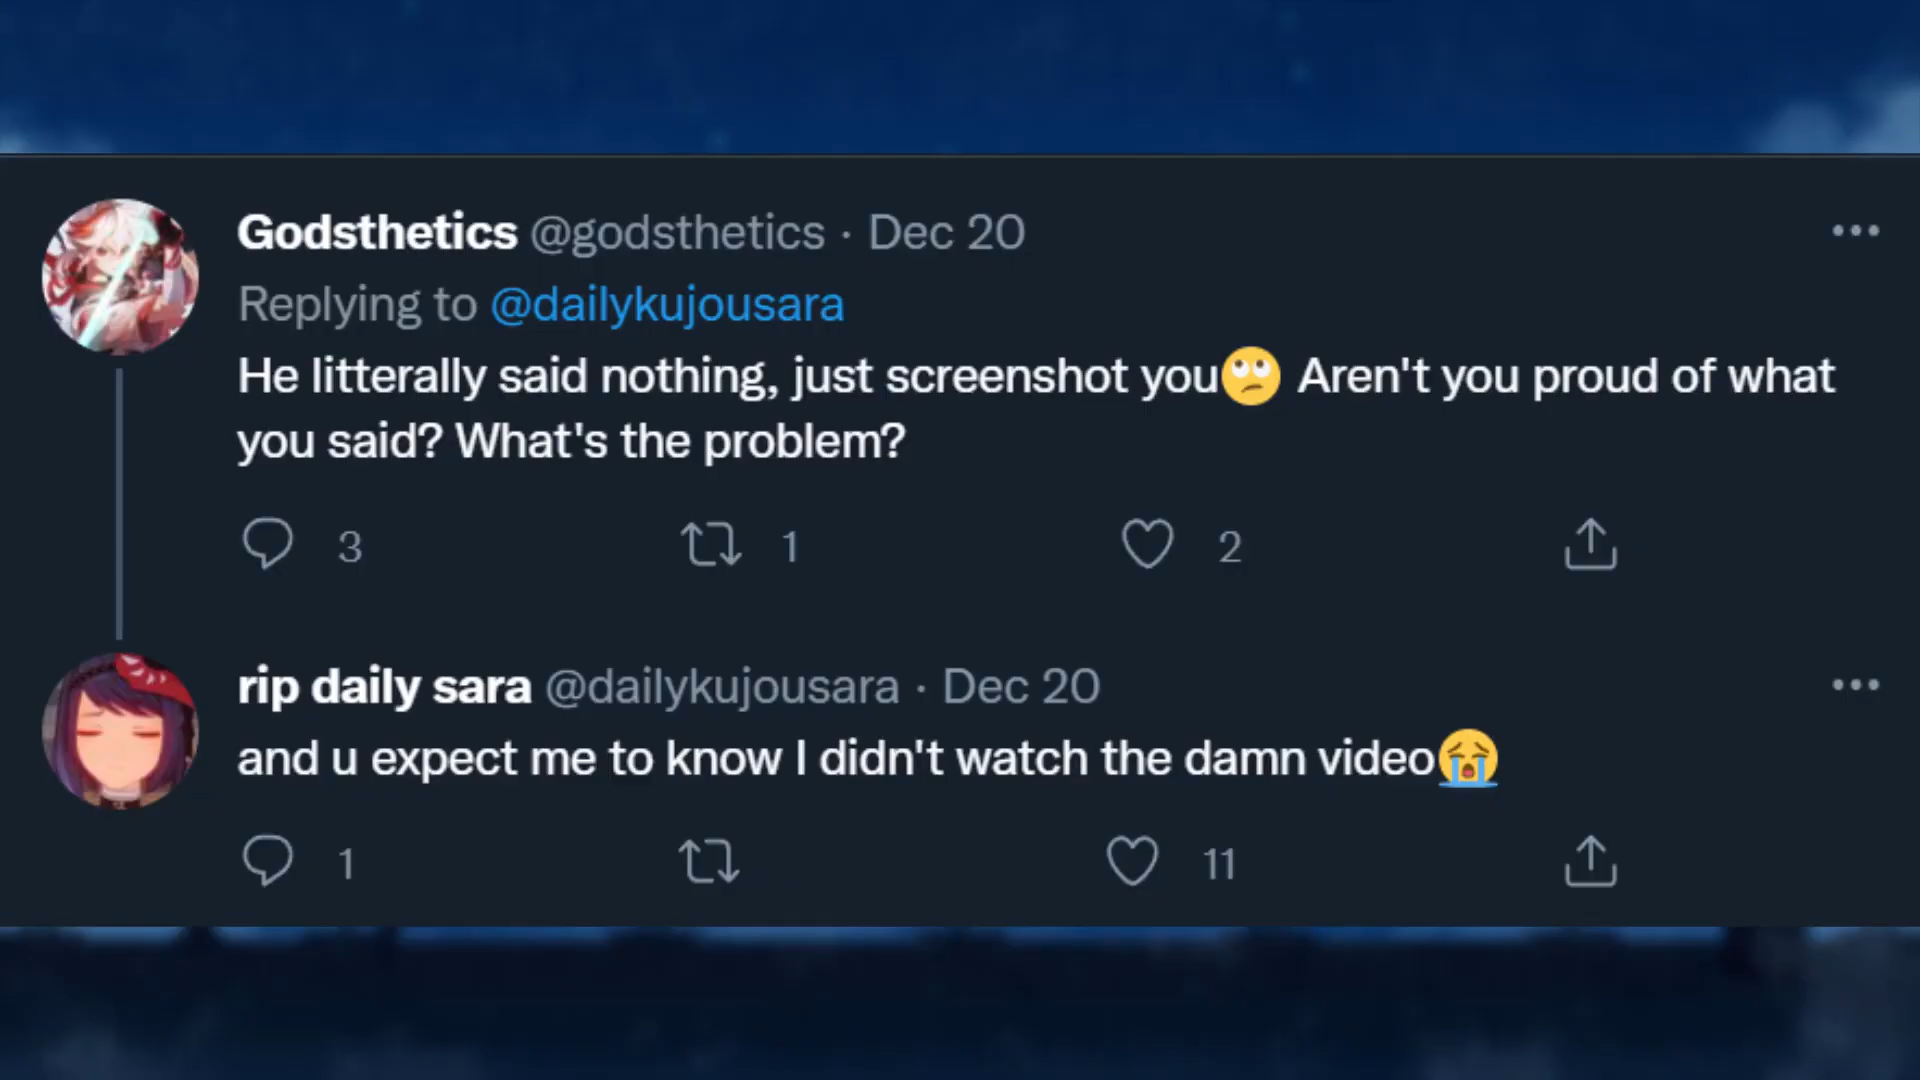 Godsthetics @godsthetics · Dec 20
Replying to @dailykujousara
He litterally said nothing, just screenshot you🙄 Aren't you proud of what
you said? What's the problem?
3 1 2
rip daily sara @dailykujousara · Dec 20
and u expect me to know I didn't watch the damn video😭
1 11